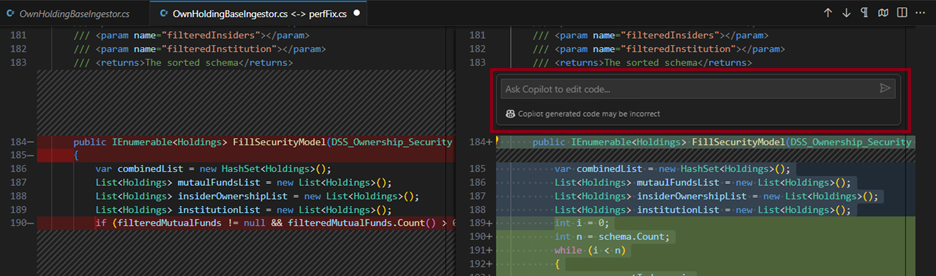 OwnHoldingBaseIngestor.cs
OwnHoldingBaseIngestor.cs <-> perfFix.cs
181 /// <param name="filteredInsiders"></param>
182 /// <param name="filteredInstitution"></param>
183 /// <returns>The sorted schema</returns>
184— public IEnumerable<Holdings> FillSecurityModel(DSS_Ownership_Security
185— {
186 var combinedList = new HashSet<Holdings>();
187 List<Holdings> mutaulFundsList = new List<Holdings>();
188 List<Holdings> insiderOwnershipList = new List<Holdings>();
189 List<Holdings> institutionList = new List<Holdings>();
190— if (filteredMutualFunds != null && filteredMutualFunds.Count() > 0
181 /// <param name="filteredInsiders"></param>
182 /// <param name="filteredInstitution"></param>
183 /// <returns>The sorted schema</returns>
Ask Copilot to edit code...
Copilot generated code may be incorrect
184+ public IEnumerable<Holdings> FillSecurityModel(DSS_Ownership_Security
185 var combinedList = new HashSet<Holdings>();
186 List<Holdings> mutaulFundsList = new List<Holdings>();
187 List<Holdings> insiderOwnershipList = new List<Holdings>();
188 List<Holdings> institutionList = new List<Holdings>();
189+ int i = 0;
190+ int n = schema.Count;
191+ while (i < n)
192+ {